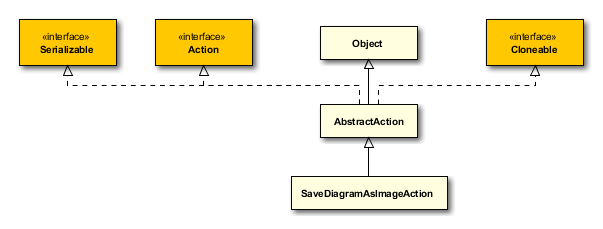 «interface»
Serializable
«interface»
Action
Object
«interface»
Cloneable
AbstractAction
SaveDiagramAsImageAction